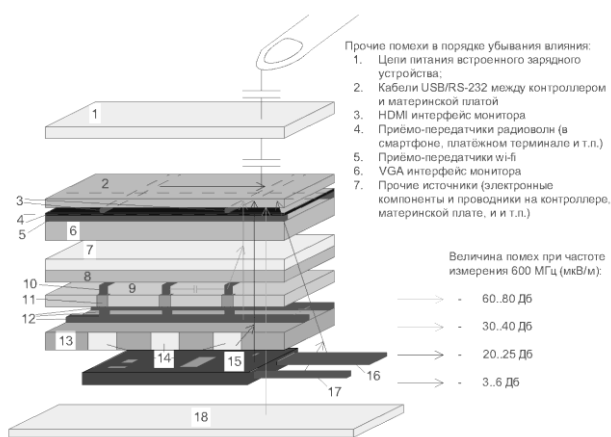 Прочие помехи в порядке убывания влияния:
1. Цепи питания встроенного зарядного
устройства;
2. Кабели USB/RS-232 между контроллером
и материнской платой
3. HDMI интерфейс монитора
4. Приёмо-передатчики радиоволн (в
смартфоне, платёжном терминале и т.п.)
5. Приёмо-передатчики wi-fi
6. VGA интерфейс монитора
7. Прочие источники (электронные
компоненты и проводники на контроллере,
материнской плате, и и т.п.)
Величина помех при частоте
измерения 600 МГц (мкВ/м):
- 60..80 Дб
- 30..40 Дб
- 20..25 Дб
- 3..6 Дб
1
2
3
4
5
6
7
8
9
10
11
12
13
14
15
16
17
18